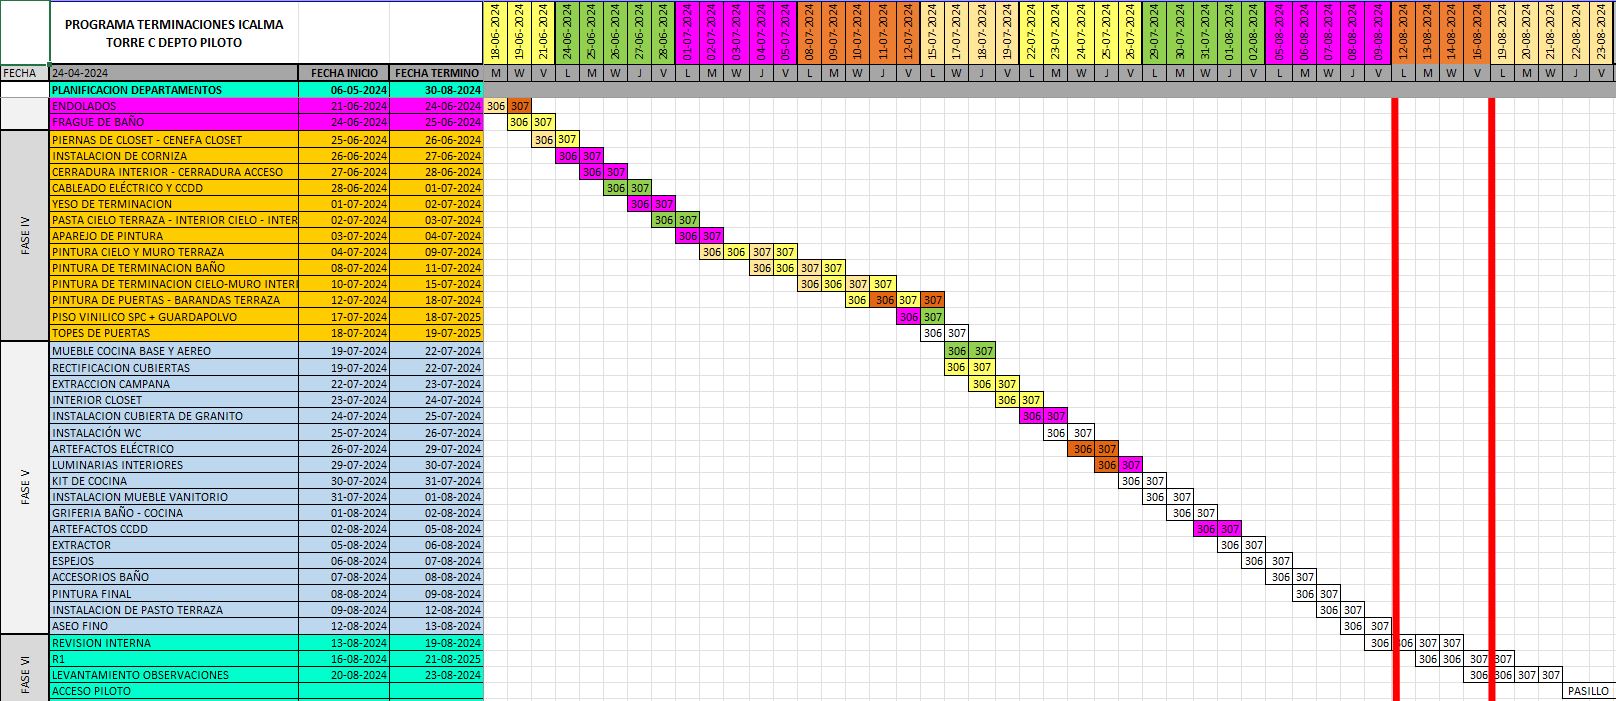 PROGRAMA TERMINACIONES ICALMA
TORRE C DEPTO PILOTO
18-06-2024 19-06-2024 21-06-2024 24-06-2024 25-06-2024 26-06-2024 27-06-2024 28-06-2024 01-07-2024 02-07-2024 03-07-2024 04-07-2024 05-07-2024 08-07-2024 09-07-2024 10-07-2024 11-07-2024 12-07-2024 15-07-2024 17-07-2024 18-07-2024 19-07-2024 22-07-2024 23-07-2024 24-07-2024 25-07-2024 26-07-2024 29-07-2024 30-07-2024 31-07-2024 01-08-2024 02-08-2024 05-08-2024 06-08-2024 07-08-2024 08-08-2024 09-08-2024 12-08-2024 13-08-2024 14-08-2024 16-08-2024 19-08-2024 20-08-2024 21-08-2024 22-08-2024 23-08-2024
FECHA 24-04-2024 FECHA INICIO FECHA TERMINO M W V L M W J V L M W J V L M W J V L W J V L M W J V L M W J V L M W J V L M W V L M W J V
PLANIFICACION DEPARTAMENTOS 06-05-2024 30-08-2024
ENDOLADOS 21-06-2024 24-06-2024 306 307
FRAGUE DE BAÑO 24-06-2024 25-06-2024 306 307
FASE IV
PIERNAS DE CLOSET - CENEFA CLOSET 25-06-2024 26-06-2024 306 307
INSTALACION DE CORNIZA 26-06-2024 27-06-2024 306 307
CERRADURA INTERIOR - CERRADURA ACCESO 27-06-2024 28-06-2024 306 307
CABLEADO ELÉCTRICO Y CCDD 28-06-2024 01-07-2024 306 307
YESO DE TERMINACION 01-07-2024 02-07-2024 306 307
PASTA CIELO TERRAZA - INTERIOR CIELO - INTER 02-07-2024 03-07-2024 306 307
APAREJO DE PINTURA 03-07-2024 04-07-2024 306 307
PINTURA CIELO Y MURO TERRAZA 04-07-2024 09-07-2024 306 306 307 307
PINTURA DE TERMINACION BAÑO 08-07-2024 11-07-2024 306 306 307 307
PINTURA DE TERMINACION CIELO-MURO INTERI 10-07-2024 15-07-2024 306 306 307 307
PINTURA DE PUERTAS - BARANDAS TERRAZA 12-07-2024 18-07-2024 306 306 307 307
PISO VINILICO SPC + GUARDAPOLVO 17-07-2024 18-07-2025 306 307
TOPES DE PUERTAS 18-07-2024 19-07-2025 306 307
FASE V
MUEBLE COCINA BASE Y AEREO 19-07-2024 22-07-2024 306 307
RECTIFICACION CUBIERTAS 19-07-2024 22-07-2024 306 307
EXTRACCION CAMPANA 22-07-2024 23-07-2024 306 307
INTERIOR CLOSET 23-07-2024 24-07-2024 306 307
INSTALACION CUBIERTA DE GRANITO 24-07-2024 25-07-2024 306 307
INSTALACIÓN WC 25-07-2024 26-07-2024 306 307
ARTEFACTOS ELÉCTRICO 26-07-2024 29-07-2024 306 307
LUMINARIAS INTERIORES 29-07-2024 30-07-2024 306 307
KIT DE COCINA 30-07-2024 31-07-2024 306 307
INSTALACION MUEBLE VANITORIO 31-07-2024 01-08-2024 306 307
GRIFERIA BAÑO - COCINA 01-08-2024 02-08-2024 306 307
ARTEFACTOS CCDD 02-08-2024 05-08-2024 306 307
EXTRACTOR 05-08-2024 06-08-2024 306 307
ESPEJOS 06-08-2024 07-08-2024 306 307
ACCESORIOS BAÑO 07-08-2024 08-08-2024 306 307
PINTURA FINAL 08-08-2024 09-08-2024 306 307
INSTALACION DE PASTO TERRAZA 09-08-2024 12-08-2024 306 307
ASEO FINO 12-08-2024 13-08-2024 306 307
FASE VI
REVISION INTERNA 13-08-2024 19-08-2024 306 306 307 307
R1 16-08-2024 21-08-2025 306 306 307 307
LEVANTAMIENTO OBSERVACIONES 20-08-2024 23-08-2024 306 306 307 307
ACCESO PILOTO PASILLO